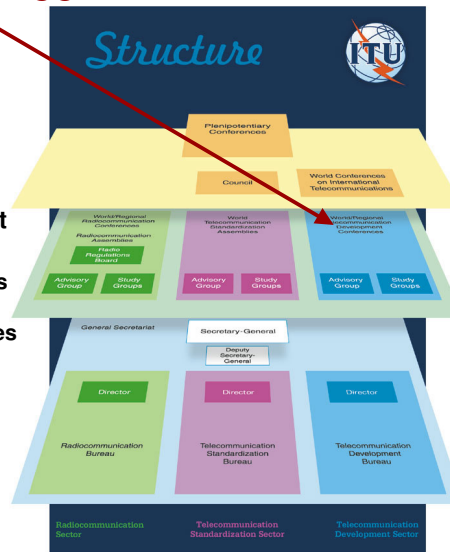 Structure
ITU
Plenipotentiary
Conferences
Council
World Conferences
on International
Telecommunications
t
s
es
World/Regional
Radiocommunication
Conferences
Radiocommunication
Assemblies
Radio
Regulations
Board
Advisory
Group
Study
Groups
World
Telecommunication
Standardization
Assemblies
Advisory
Group
Study
Groups
World/Regional
Telecommunication
Development
Conferences
Advisory
Group
Study
Groups
General Secretariat
Secretary-General
Deputy
Secretary-
General
Director
Radiocommunication
Bureau
Director
Telecommunication
Standardization
Bureau
Director
Telecommunication
Development
Bureau
Radiocommunication
Sector
Telecommunication
Standardization Sector
Telecommunication
Development Sector